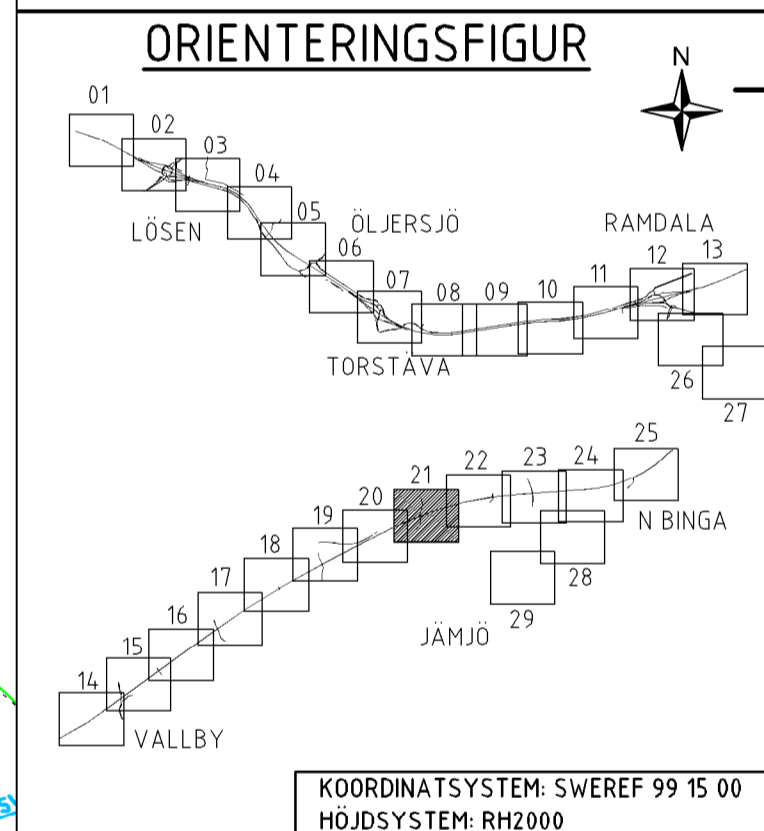 ORIENTERINGSFIGUR
N
01
02
03
04
05
06
07
08
09
10
11
12
13
LÖSEN
ÖLJERSJÖ
RAMDALA
TORSTÄVA
26
27
14
15
16
17
18
19
20
21
22
23
24
25
N BINGA
28
29
JÄMJÖ
VALLBY
KOORDINATSYSTEM: SWEREF 99 15 00
HÖJDSYSTEM: RH2000